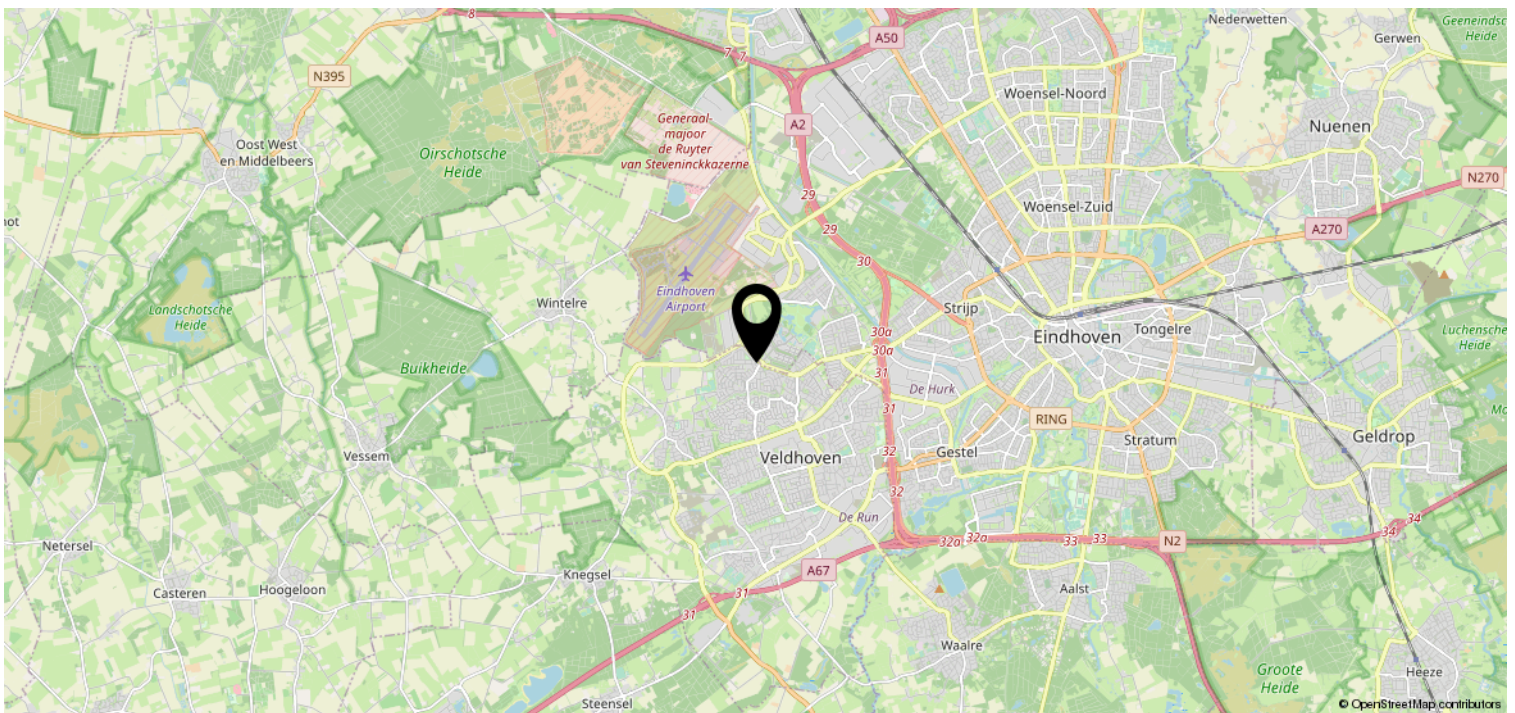 8
Nederwetten
Geeneindsc
Heide
A50
Gerwen
7 7
N395
Woensel-Noord
Generaal-
majoor
de Ruyter
van Steveninckkazerne
A2
Nuenen
Oost West
en Middelbeers
Oirschotsche
Heide
N270
29
Woensel-Zuid
not
29
A270
30
Eindhoven
Airport
Landschotsche
Heide
Wintelre
Strijp
30a
Eindhoven
Tongelre
Luchensche
Heide
30a
Buikheide
31
De Hurk
31
Mo
RING
Stratum
Geldrop
Vessem
Veldhoven
32
Gestel
32
De Run
34
34
Netersel
32a
32a
33
33
N2
A67
Knegsel
Casteren
Hoogeloon
31
31
Aalst
Waalre
Groote
Heide
Heeze
Steensel
© OpenStreetMap contributors